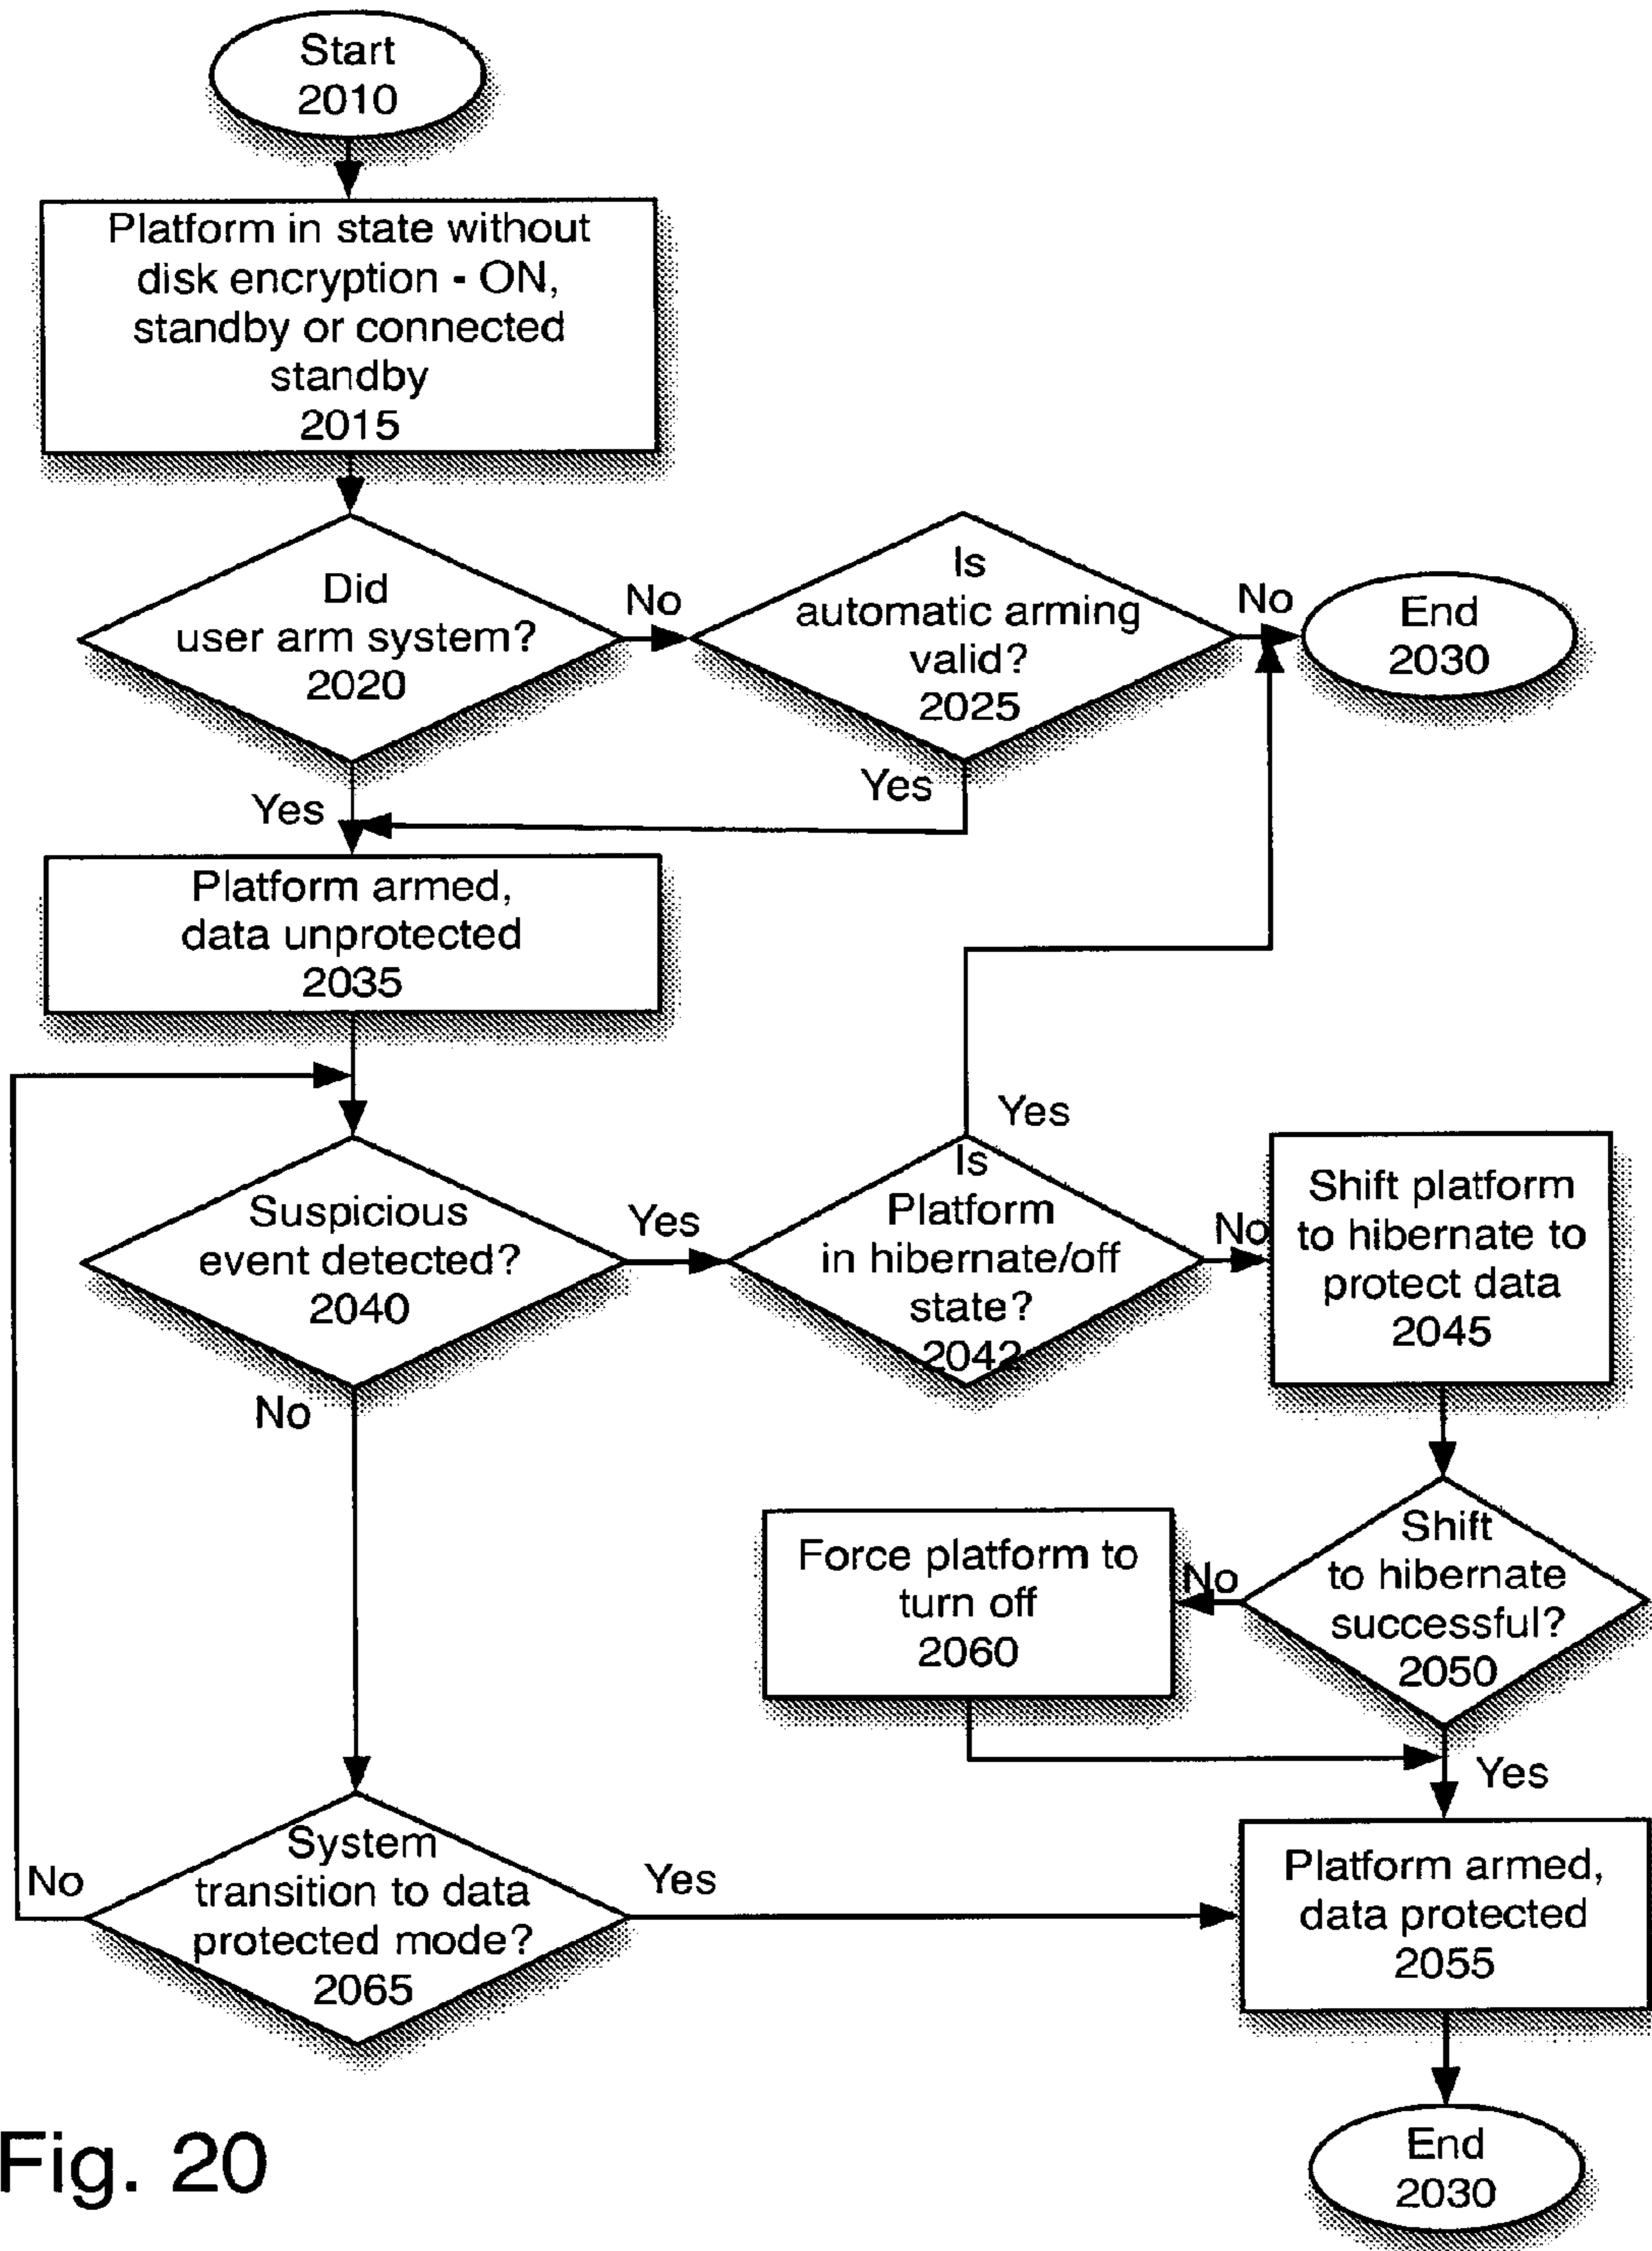 Start
2010
Platform in state without
disk encryption - ON,
standby or connected
standby
2015
Did
user arm system?
2020
No
Is
automatic arming
valid?
2025
No
End
2030
Yes
Yes
Platform armed,
data unprotected
2035
Suspicious
event detected?
2040
Yes
Is
Platform
in hibernate/off
state?
2042
Yes
No
Shift platform
to hibernate to
protect data
2045
No
Shift
to hibernate
successful?
2050
No
Force platform to
turn off
2060
Yes
System
transition to data
protected mode?
2065
No
Yes
Platform armed,
data protected
2055
End
2030
Fig. 20